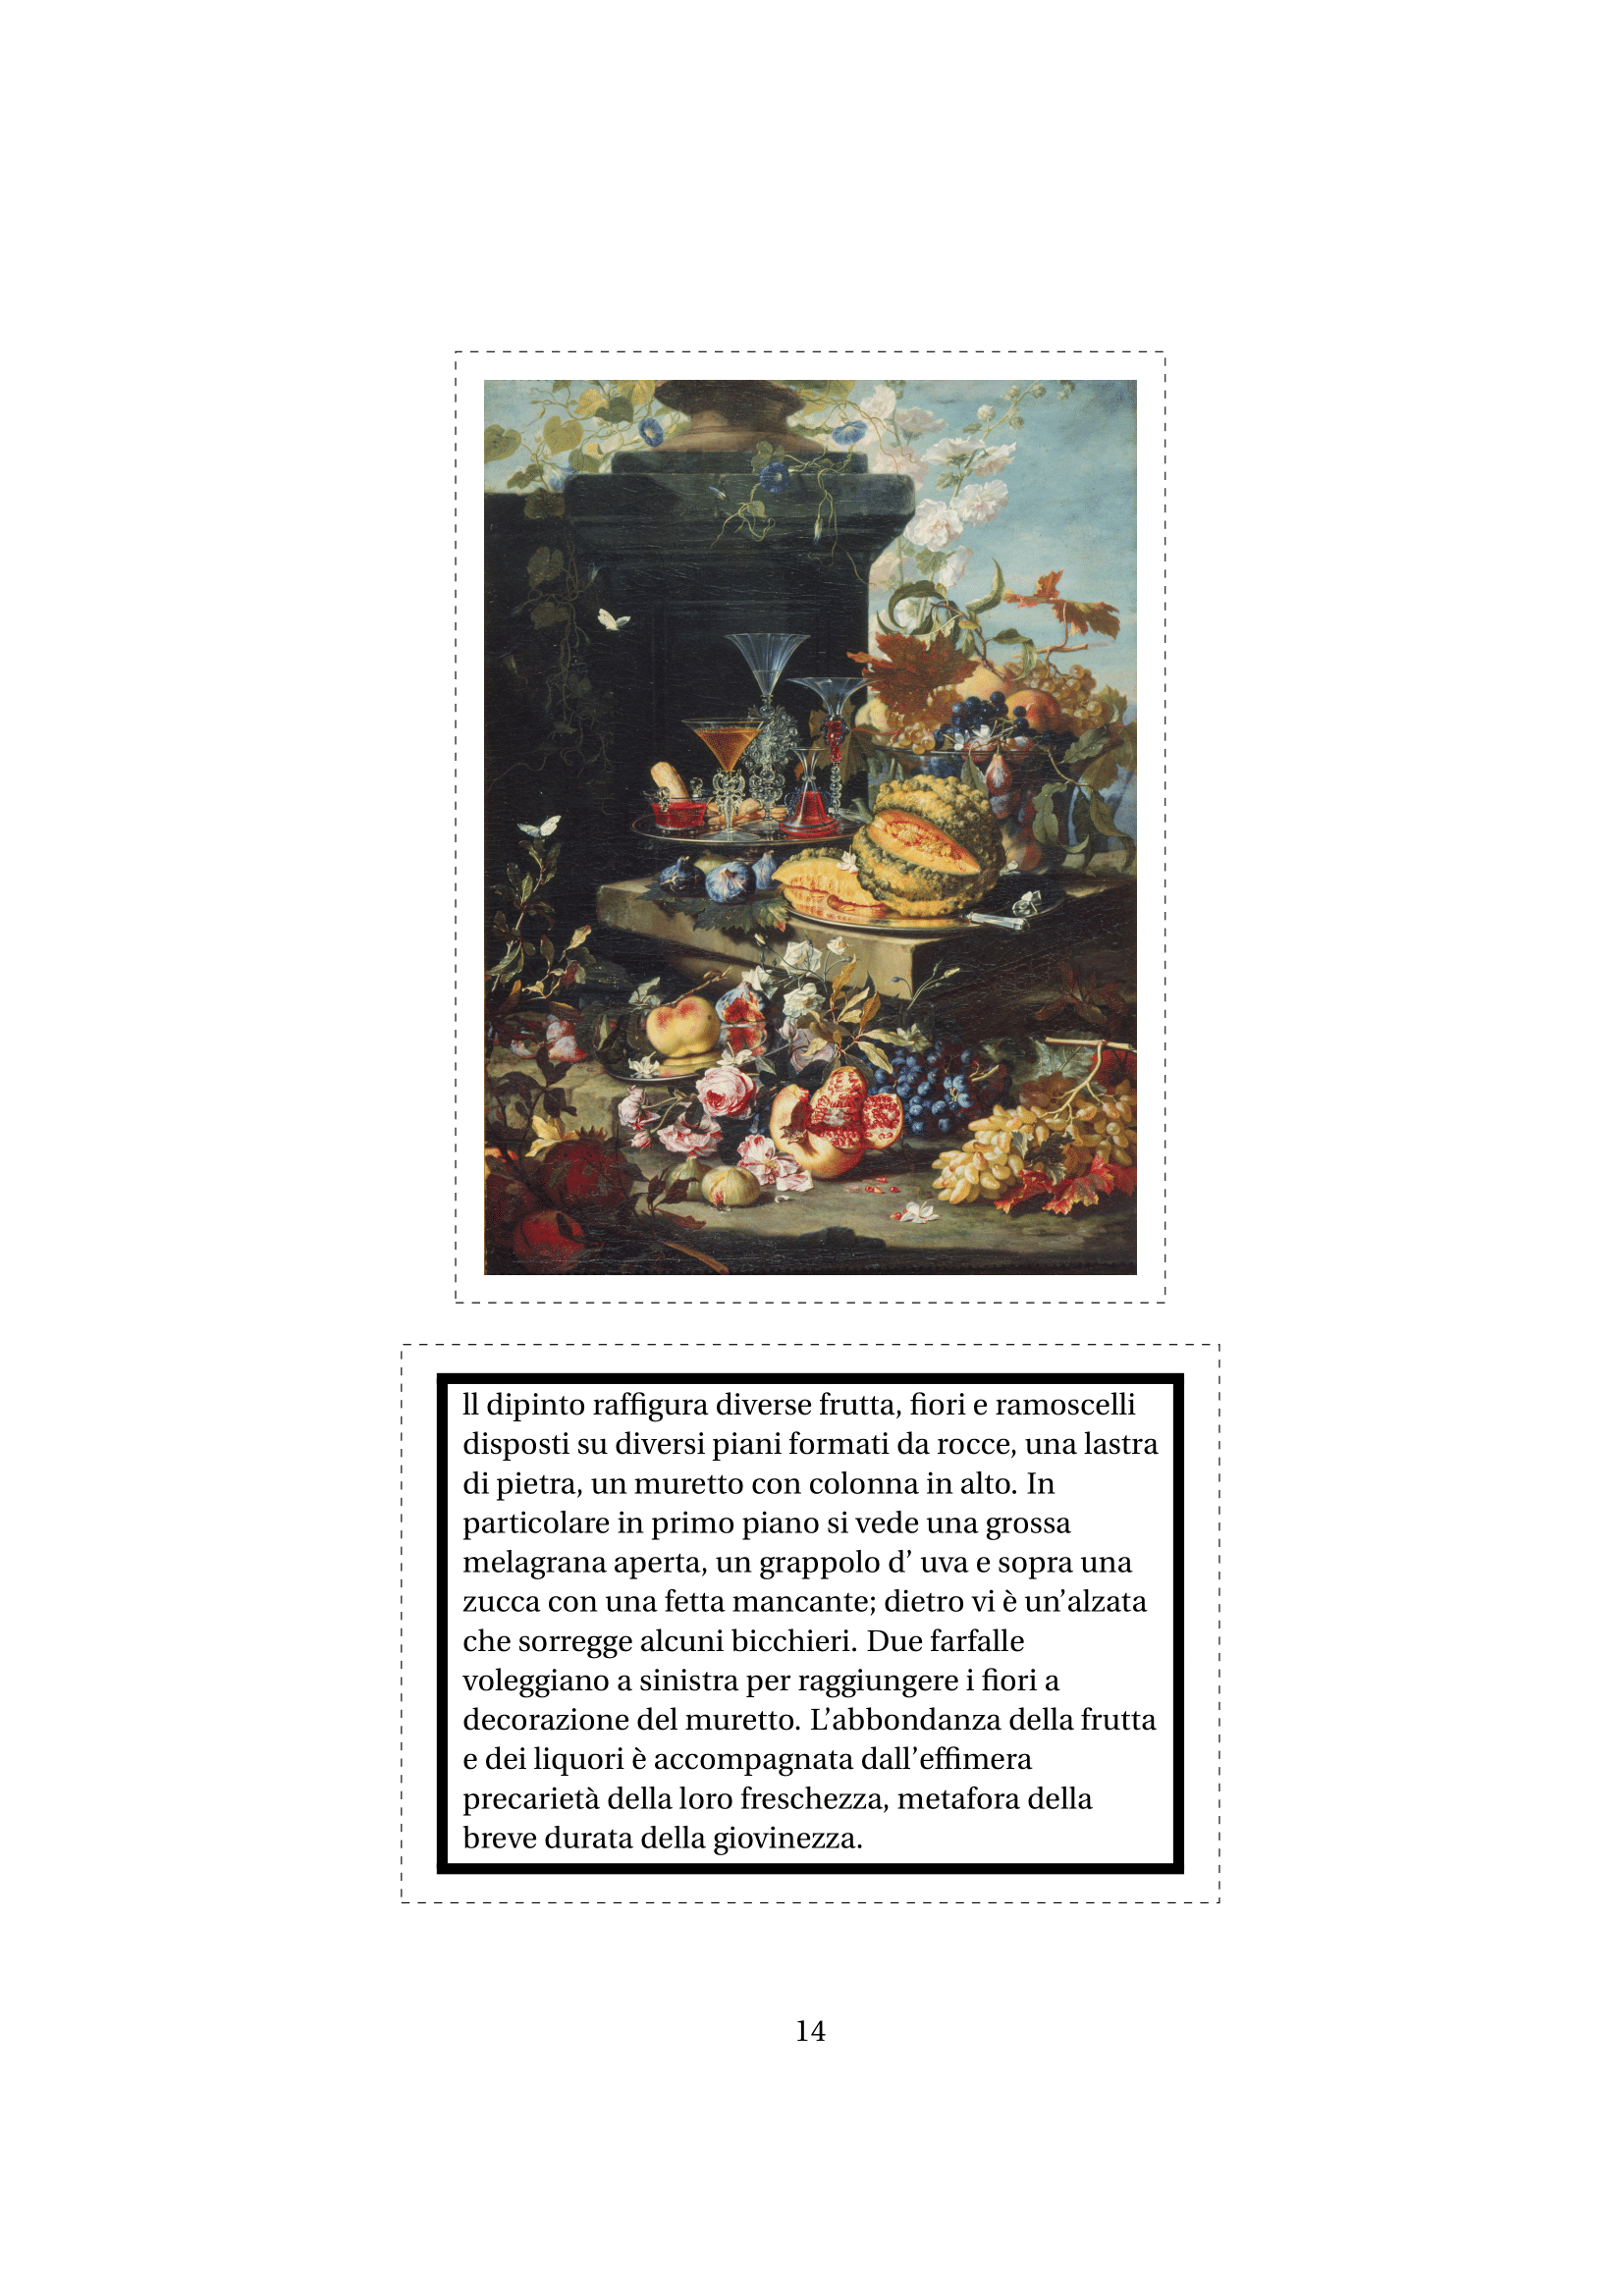 ll dipinto raffigura diverse frutta, fiori e ramoscelli
disposti su diversi piani formati da rocce, una lastra
di pietra, un muretto con colonna in alto. In
particolare in primo piano si vede una grossa
melagrana aperta, un grappolo d’ uva e sopra una
zucca con una fetta mancante; dietro vi è un’alzata
che sorregge alcuni bicchieri. Due farfalle
voleggiano a sinistra per raggiungere i fiori a
decorazione del muretto. L’abbondanza della frutta
e dei liquori è accompagnata dall’effimera
precarietà della loro freschezza, metafora della
breve durata della giovinezza.
14